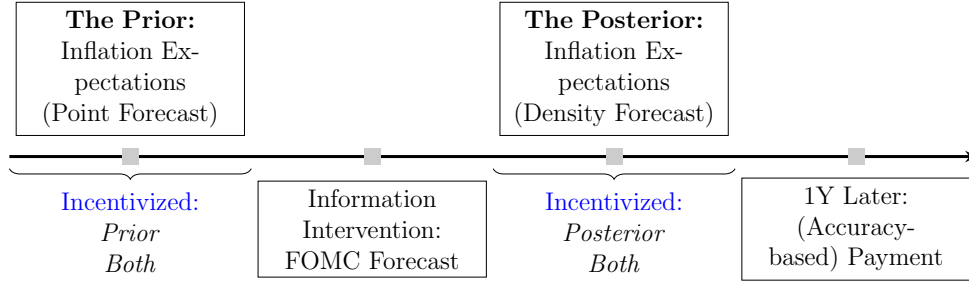 The Prior:
Inflation Ex-
pectations
(Point Forecast)
The Posterior:
Inflation Ex-
pectations
(Density Forecast)
Incentivized:
Prior
Both
Information
Intervention:
FOMC Forecast
Incentivized:
Posterior
Both
1Y Later:
(Accuracy-
based) Payment